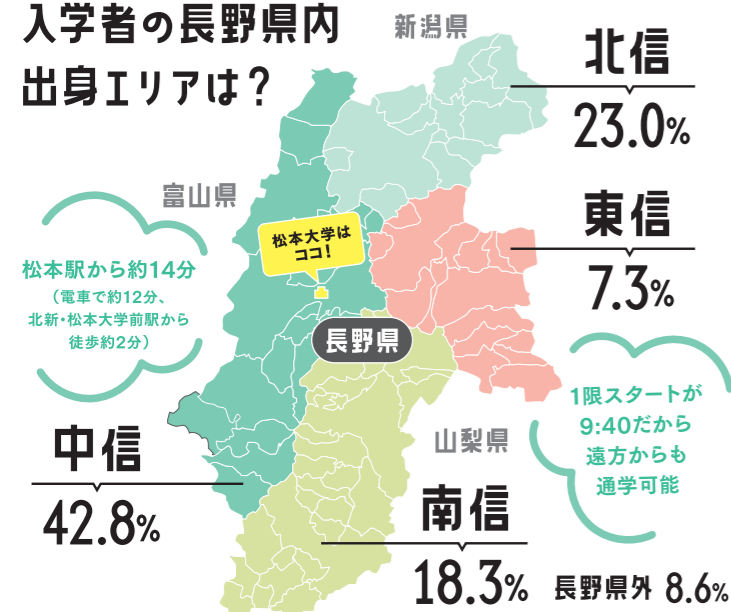 入学者の長野県内
出身エリアは?
新潟県
北信
23.0%
富山県
東信
7.3%
松本大学は
ココ!
松本駅から約14分
(電車で約12分、
北新・松本大学前駅から
徒歩約2分)
長野県
1限スタートが
9:40だから
遠方からも
通学可能
中信
42.8%
山梨県
南信
18.3%
長野県外 8.6%